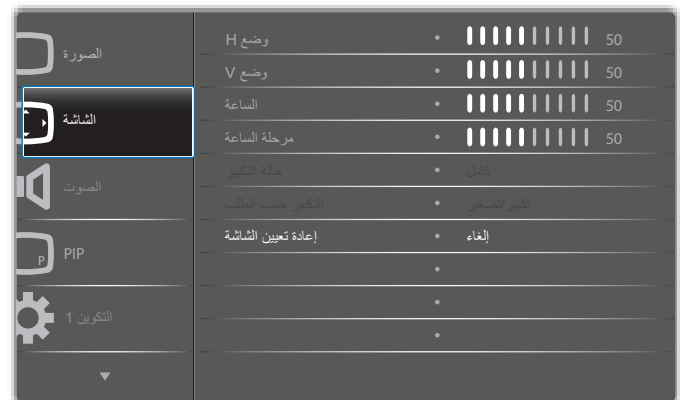 الصورة
الشاشة
الصوت
PIP
P
التكوين 1
وضع H • 50
وضع V • 50
الساعة • 50
مرحلة الساعة • 50
حالة التكبير • كامل
التكبير حسب الطلب • تكبير/تصغير
إعادة تعيين الشاشة • إلغاء